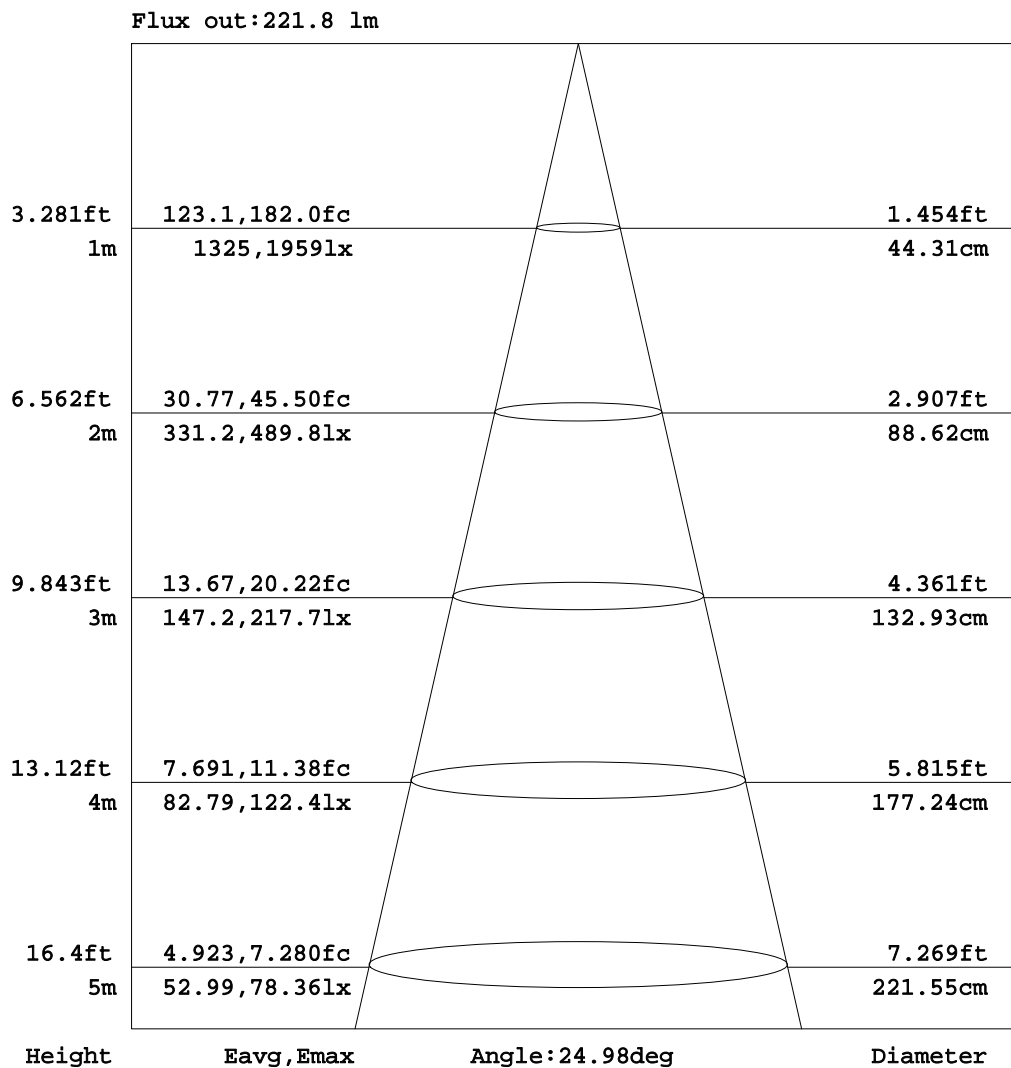 Flux out:221.8 lm
3.281ft 123.1,182.0fc 1.454ft
1m 1325,1959lx 44.31cm
6.562ft 30.77,45.50fc 2.907ft
2m 331.2,489.8lx 88.62cm
9.843ft 13.67,20.22fc 4.361ft
3m 147.2,217.7lx 132.93cm
13.12ft 7.691,11.38fc 5.815ft
4m 82.79,122.4lx 177.24cm
16.4ft 4.923,7.280fc 7.269ft
5m 52.99,78.36lx 221.55cm
Height Eavg,Emax Angle:24.98deg Diameter